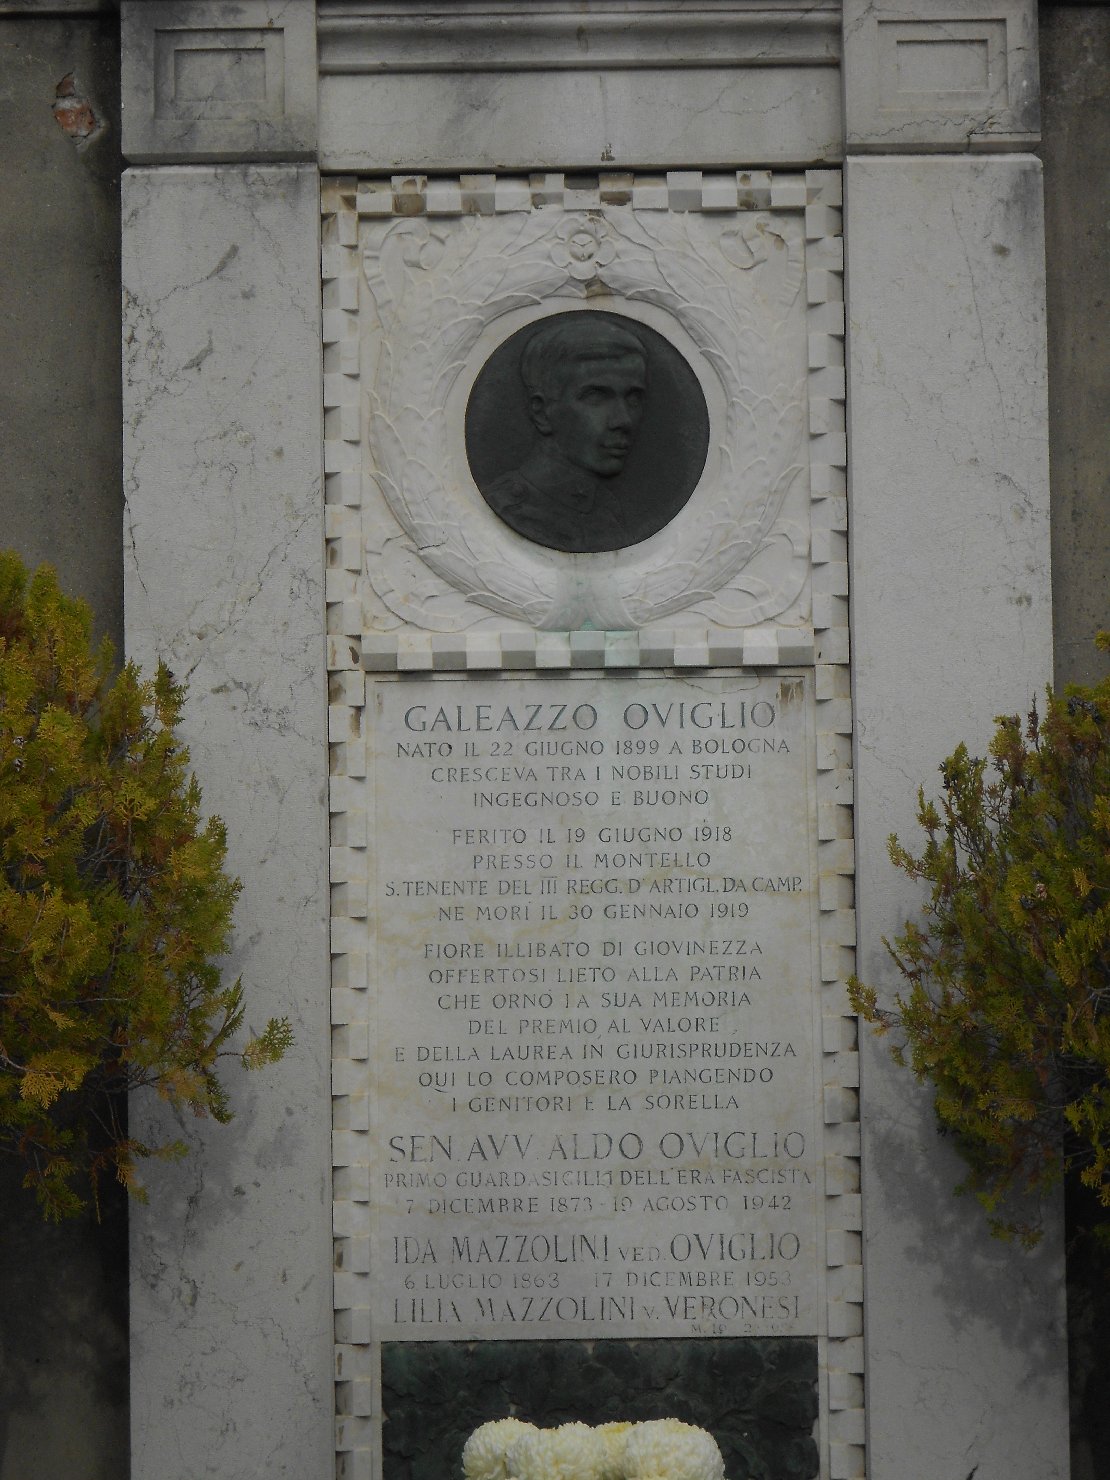 GALEAZZO OVIGLIO
NATO IL 22 GIUGNO 1899 A BOLOGNA
CRESCEVA TRA I NOBILI STUDI
INGEGNOSO E BUONO
FERITO IL 19 GIUGNO 1918
PRESSO IL MONTELLO
S.TENENTE DEL III REGG. D'ARTIGL. DA CAMP.
NE MORÌ IL 30 GENNAIO 1919
FIORE ILLIBATO DI GIOVINEZZA
OFFERTOSI LIETO ALLA PATRIA
CHE ORNÒ LA SUA MEMORIA
DEL PREMIO AL VALORE
E DELLA LAUREA IN GIURISPRUDENZA
QUI LO COMPOSERO PIANGENDO
I GENITORI E LA SORELLA
SEN. AVV. ALDO OVIGLIO
PRIMO GUARDASIGILLI DELL'ERA FASCISTA
7 DICEMBRE 1873 - 19 AGOSTO 1942
IDA MAZZOLINI VED. OVIGLIO
6 LUGLIO 1863 17 DICEMBRE 1953
LILIA MAZZOLINI V. VERONESI